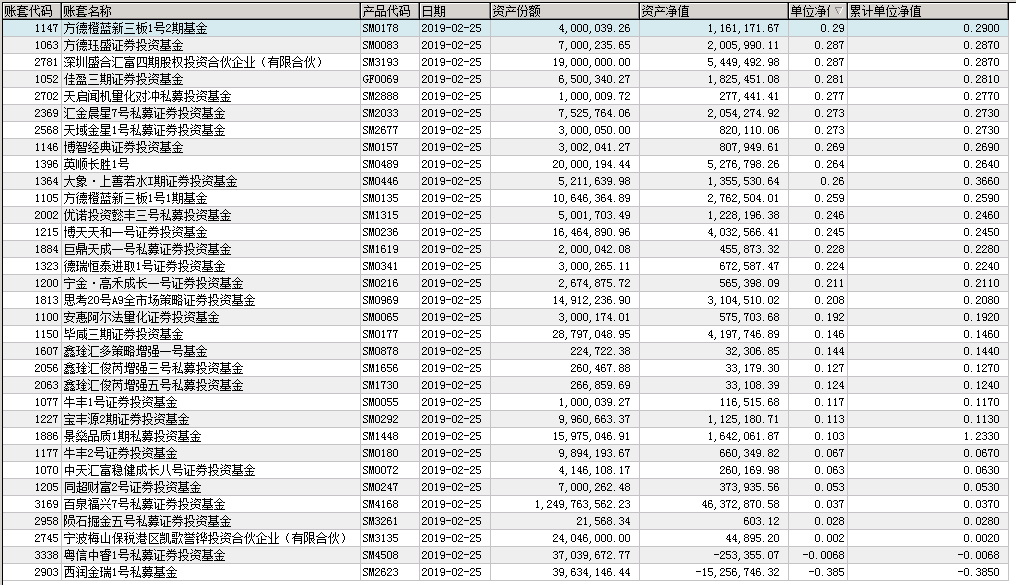 账套代码 账套名称 产品代码 日期 资产份额 资产净值 单位净值 累计单位净值
1147 方德橙蓝新三板1号2期基金 SM0178 2019-02-25 4,000,039.26 1,161,171.67 0.29 0.2900
1063 方德珏盛证券投资基金 SM0083 2019-02-25 7,000,235.65 2,005,990.11 0.287 0.2870
2781 深圳盛合汇富四期股权投资合伙企业（有限合伙） SM3193 2019-02-25 19,000,000.00 5,449,492.98 0.287 0.2870
1052 佳盈三期证券投资基金 GF0069 2019-02-25 6,500,340.27 1,825,451.08 0.281 0.2810
2702 天启闻机量化对冲私募投资基金 SM2888 2019-02-25 1,000,009.72 277,441.41 0.277 0.2770
2369 汇金晨星7号私募证券投资基金 SM2033 2019-02-25 7,525,764.06 2,054,274.92 0.273 0.2730
2568 天域金星1号私募证券投资基金 SM2677 2019-02-25 3,000,050.00 820,110.06 0.273 0.2730
1146 博智经典证券投资基金 SM0157 2019-02-25 3,002,041.27 807,949.61 0.269 0.2690
1396 英顺长胜1号 SM0489 2019-02-25 20,000,194.44 5,276,798.26 0.264 0.2640
1364 大象·上善若水I期证券投资基金 SM0446 2019-02-25 5,211,639.98 1,355,530.64 0.26 0.3660
1105 方德橙蓝新三板1号1期基金 SM0135 2019-02-25 10,646,364.89 2,762,504.01 0.259 0.2590
2002 优诺投资懿丰三号私募投资基金 SM1315 2019-02-25 5,001,703.49 1,228,196.38 0.246 0.2460
1215 博天天和一号证券投资基金 SM0236 2019-02-25 16,464,890.96 4,032,566.41 0.245 0.2450
1884 巨鼎天成一号私募证券投资基金 SM1619 2019-02-25 2,000,042.08 455,873.32 0.228 0.2280
1323 德瑞恒泰进取1号证券投资基金 SM0341 2019-02-25 3,000,265.11 672,587.47 0.224 0.2240
1200 宁金·高禾成长一号证券投资基金 SM0216 2019-02-25 2,674,875.72 565,398.09 0.211 0.2110
1813 思考20号A9全市场策略证券投资基金 SM0969 2019-02-25 14,912,236.90 3,104,510.02 0.208 0.2080
1100 安惠阿尔法量化证券投资基金 SM0065 2019-02-25 3,000,174.01 575,703.68 0.192 0.1920
1150 毕咸三期证券投资基金 SM0177 2019-02-25 28,797,048.95 4,197,746.89 0.146 0.1460
1607 鑫琻汇多策略增强一号基金 SM0878 2019-02-25 224,722.38 32,306.85 0.144 0.1440
2056 鑫琻汇俊芮增强三号私募投资基金 SM1656 2019-02-25 260,467.88 33,179.30 0.127 0.1270
2063 鑫琻汇俊芮增强五号私募投资基金 SM1730 2019-02-25 266,859.69 33,108.39 0.124 0.1240
1077 牛丰1号证券投资基金 SM0055 2019-02-25 1,000,039.27 116,515.68 0.117 0.1170
1227 宝丰源2期证券投资基金 SM0292 2019-02-25 9,960,663.37 1,125,180.71 0.113 0.1130
1886 景燊品质1期私募投资基金 SM1448 2019-02-25 15,975,046.91 1,642,061.87 0.103 1.2330
1177 牛丰2号证券投资基金 SM0180 2019-02-25 9,894,193.67 660,349.82 0.067 0.0670
1070 中天汇富稳健成长八号证券投资基金 SM0072 2019-02-25 4,146,108.17 260,169.98 0.063 0.0630
1205 同超财富2号证券投资基金 SM0247 2019-02-25 7,000,262.48 373,935.56 0.053 0.0530
3169 百泉福兴7号私募证券投资基金 SM4168 2019-02-25 1,249,763,562.23 46,372,870.58 0.037 0.0370
2958 陨石掘金五号私募证券投资基金 SM3261 2019-02-25 21,568.34 603.12 0.028 0.0280
2745 宁波梅山保税港区凯歌誉铧投资合伙企业（有限合伙） SM3135 2019-02-25 24,046,000.00 44,895.20 0.002 0.0020
3338 粤信中睿1号私募证券投资基金 SM4508 2019-02-25 37,039,672.77 -253,355.07 -0.0068 -0.0068
2903 西润金瑞1号私募基金 SM2623 2019-02-25 39,634,146.44 -15,256,746.32 -0.385 -0.3850